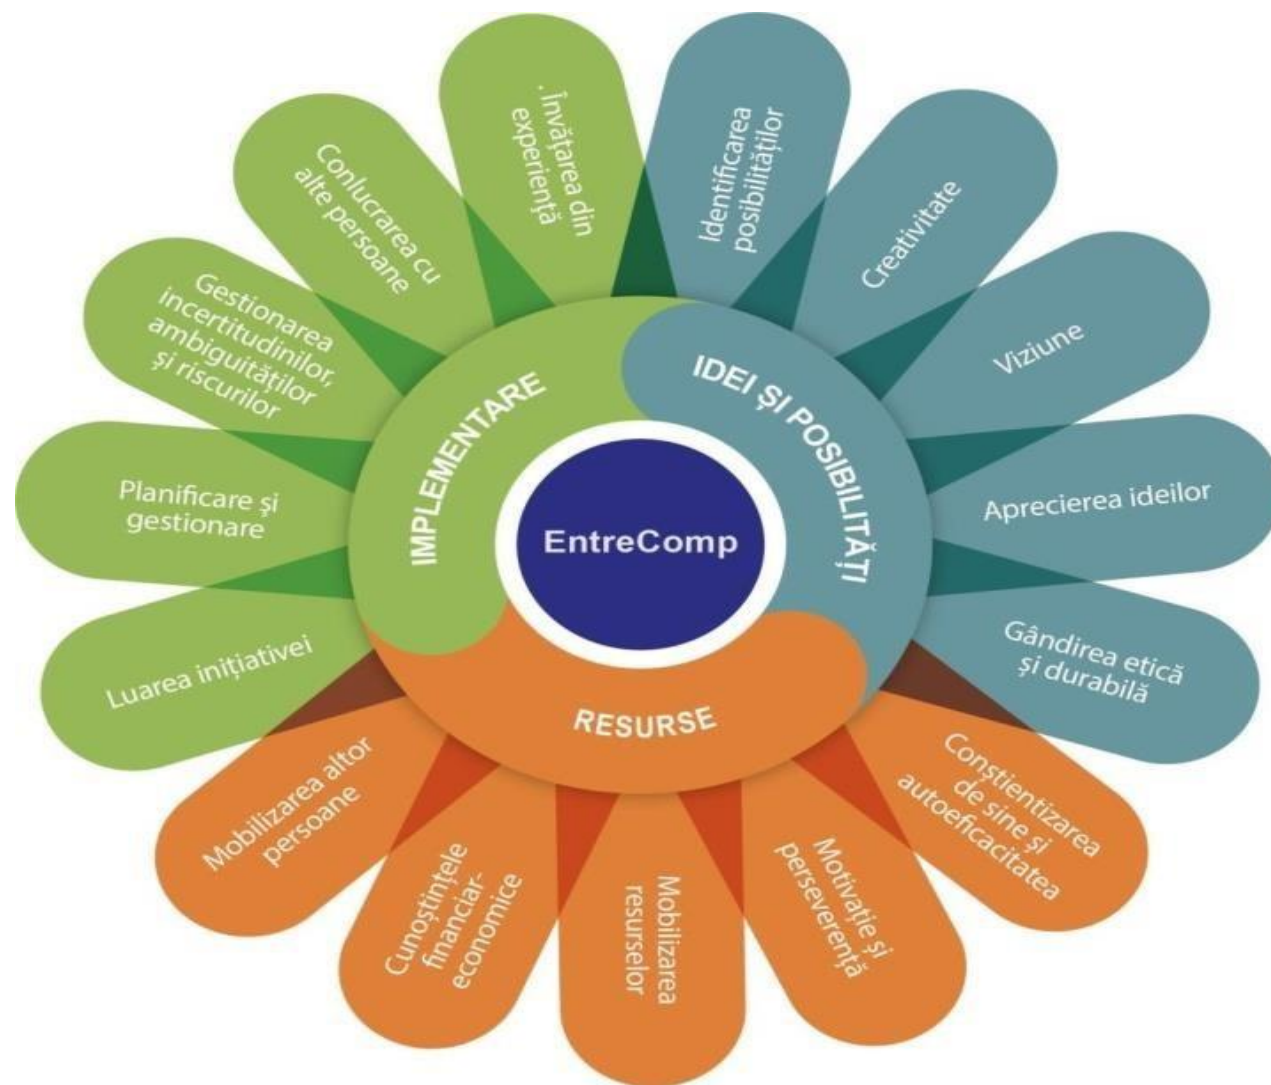 EntreComp
IDEI ȘI POSIBILITĂȚI
Identificarea
posibilităților
Creativitate
Viziune
Aprecierea ideilor
Gândirea etică
și durabilă
RESURSE
Conștientizarea
de sine și
autoeficacitatea
Motivație și
perseverență
Mobilizarea
resurselor
Cunoștințele
financiar-
economice
Mobilizarea altor
persoane
IMPLEMENTARE
Luarea inițiativei
Planificare și
gestionare
Gestionarea
incertitudinilor,
ambiguităților
și riscurilor
Conlucrarea cu
alte persoane
. Învățarea din
experiență